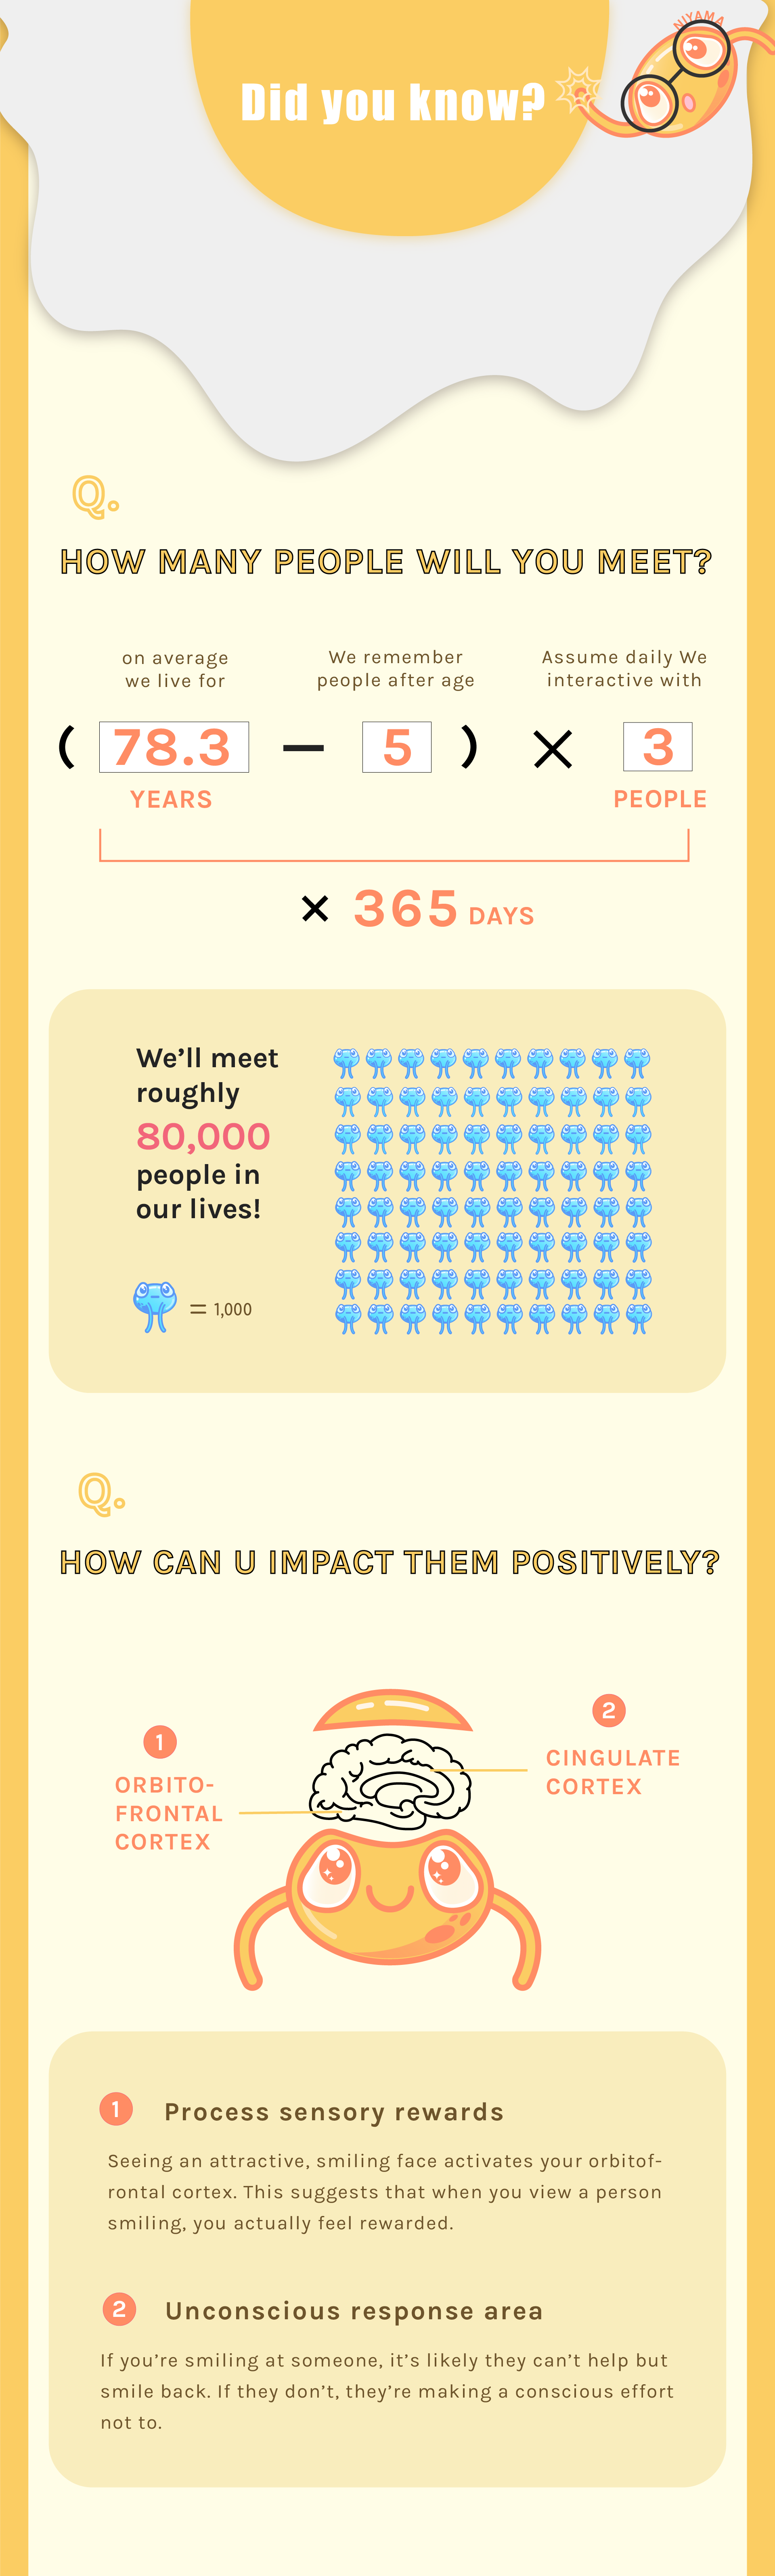 NIYAMA
Did you know?
Q.
HOW MANY PEOPLE WILL YOU MEET?
on average
we live for
We remember
people after age
Assume daily We
interactive with
( 78.3 — 5 ) × 3
YEARS
PEOPLE
× 365 DAYS
We’ll meet
roughly
80,000
people in
our lives!
= 1,000
Q.
HOW CAN U IMPACT THEM POSITIVELY?
1
ORBITO-
FRONTAL
CORTEX
2
CINGULATE
CORTEX
1 Process sensory rewards
Seeing an attractive, smiling face activates your orbitof-
rontal cortex. This suggests that when you view a person
smiling, you actually feel rewarded.
2 Unconscious response area
If you’re smiling at someone, it’s likely they can’t help but
smile back. If they don’t, they’re making a conscious effort
not to.